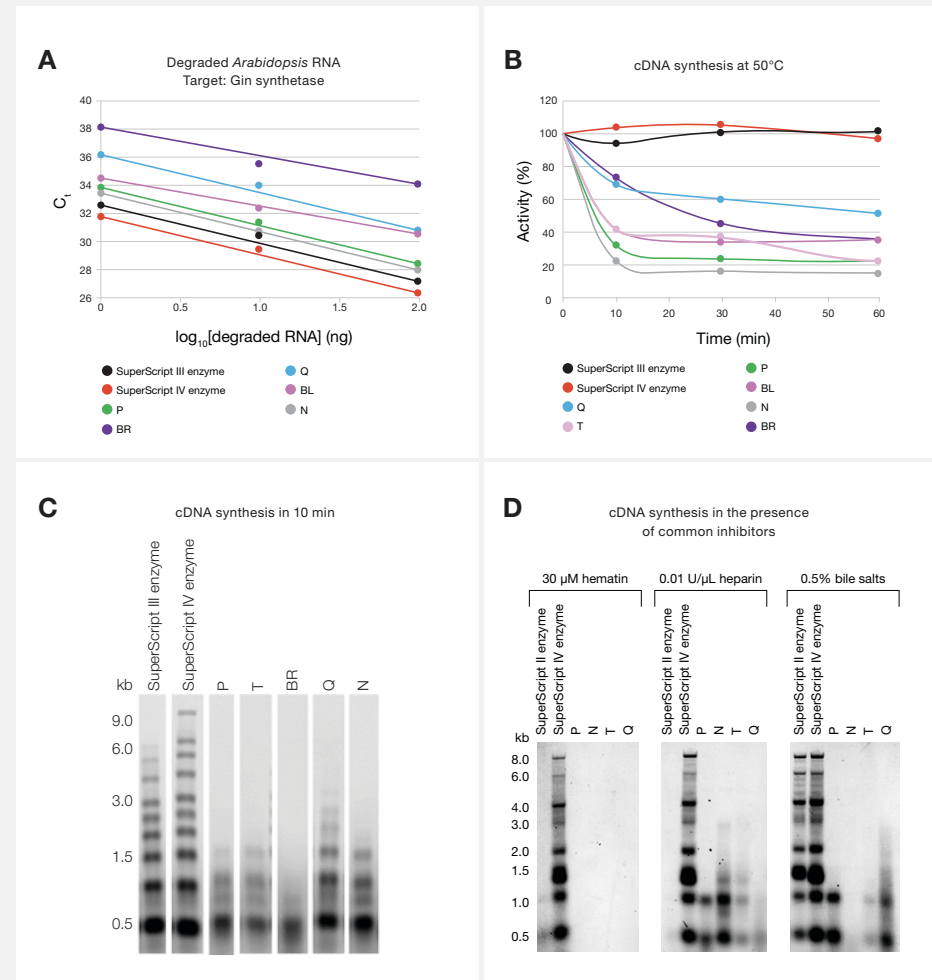 A
Degraded Arabidopsis RNA
Target: Gin synthetase
40
38
36
34
32
30
28
26
Ct
0
0.5
1.0
1.5
2.0
log10[degraded RNA] (ng)
SuperScript III enzyme
SuperScript IV enzyme
P
BR
Q
BL
N
B
cDNA synthesis at 50°C
120
100
80
60
40
20
0
Activity (%)
0
10
20
30
40
50
60
Time (min)
SuperScript III enzyme
SuperScript IV enzyme
Q
T
P
BL
N
BR
C
cDNA synthesis in 10 min
kb
SuperScript III enzyme
SuperScript IV enzyme
P
T
BR
Q
N
9.0
6.0
3.0
1.5
0.5
D
cDNA synthesis in the presence
of common inhibitors
30 µM hematin
0.01 U/µL heparin
0.5% bile salts
kb
SuperScript II enzyme
SuperScript IV enzyme
P
N
T
Q
SuperScript II enzyme
SuperScript IV enzyme
P
N
T
Q
SuperScript II enzyme
SuperScript IV enzyme
P
N
T
Q
8.0
6.0
4.0
3.0
2.0
1.5
1.0
0.5